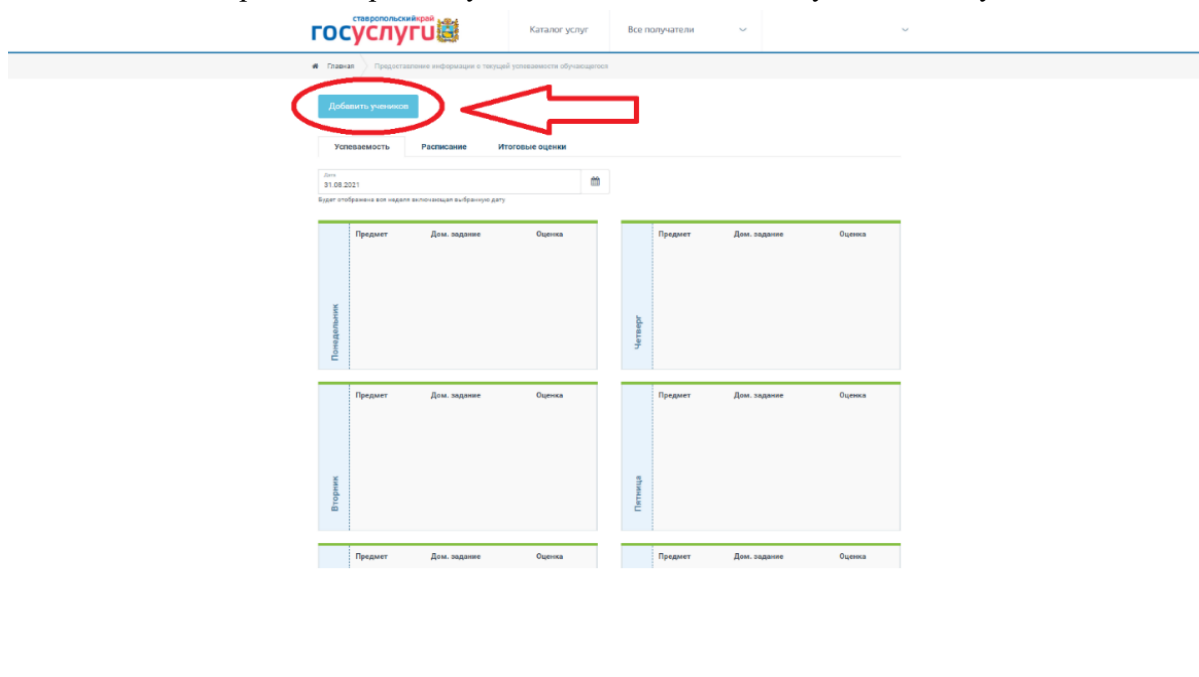 ставропольский край
госуслуги
Каталог услуг
Все получатели
Главная
Предоставление информации о текущей успеваемости обучающегося
Добавить учеников
Успеваемость
Расписание
Итоговые оценки
Дата
31.08.2021
Будет отображена вся неделя включающая выбранную дату
Понедельник
Предмет Дом. задание Оценка
Четверг
Предмет Дом. задание Оценка
Вторник
Предмет Дом. задание Оценка
Пятница
Предмет Дом. задание Оценка
Предмет Дом. задание Оценка
Предмет Дом. задание Оценка